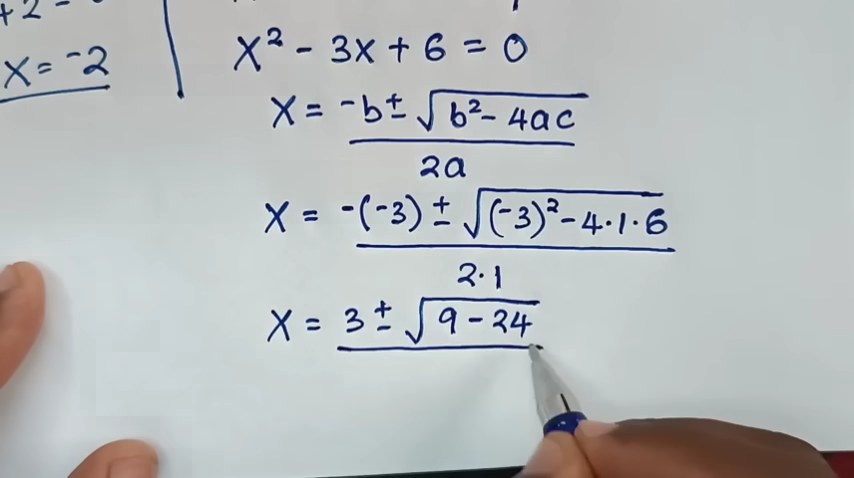 +2 -
x = -2
x² - 3x + 6 = 0
x = -b ± √(b² - 4ac)
2a
x = -(-3) ± √((-3)² - 4·1·6)
2·1
x = 3 ± √(9 - 24)